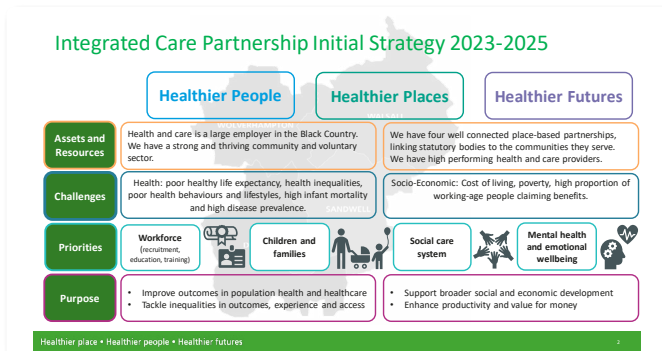 Integrated Care Partnership Initial Strategy 2023-2025
Healthier People
Healthier Places
Healthier Futures
WALSALL
Assets and
Resources
Health and care is a large employer in the Black Country.
We have a strong and thriving community and voluntary
sector.
We have four well connected place-based partnerships,
linking statutory bodies to the communities they serve.
We have high performing health and care providers.
Challenges
Health: poor healthy life expectancy, health inequalities,
poor health behaviours and lifestyles, high infant mortality
and high disease prevalence.
Socio-Economic: Cost of living, poverty, high proportion of
working-age people claiming benefits.
SANDWELL
Priorities
Workforce
(recruitment,
education, training)
Children and
families
Social care
system
Mental health
and emotional
wellbeing
Purpose
• Improve outcomes in population health and healthcare
• Tackle inequalities in outcomes, experience and access
• Support broader social and economic development
• Enhance productivity and value for money
Healthier place • Healthier people • Healthier futures